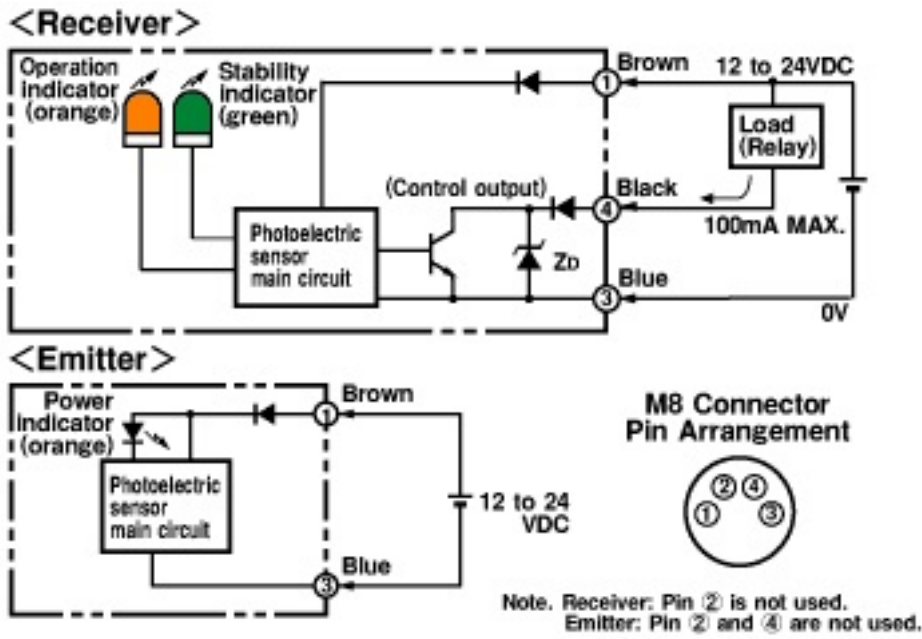 <Receiver>
Operation
indicator
(orange)
Stability
indicator
(green)
Brown
12 to 24VDC
①
Load
(Relay)
(Control output)
Black
④
100mA MAX.
Photoelectric
sensor
main circuit
ZD
Blue
③
0V
<Emitter>
Power
indicator
(orange)
Brown
①
Photoelectric
sensor
main circuit
12 to 24
VDC
Blue
③
M8 Connector
Pin Arrangement
② ④
① ③
Note. Receiver: Pin ② is not used.
Emitter: Pin ② and ④ are not used.